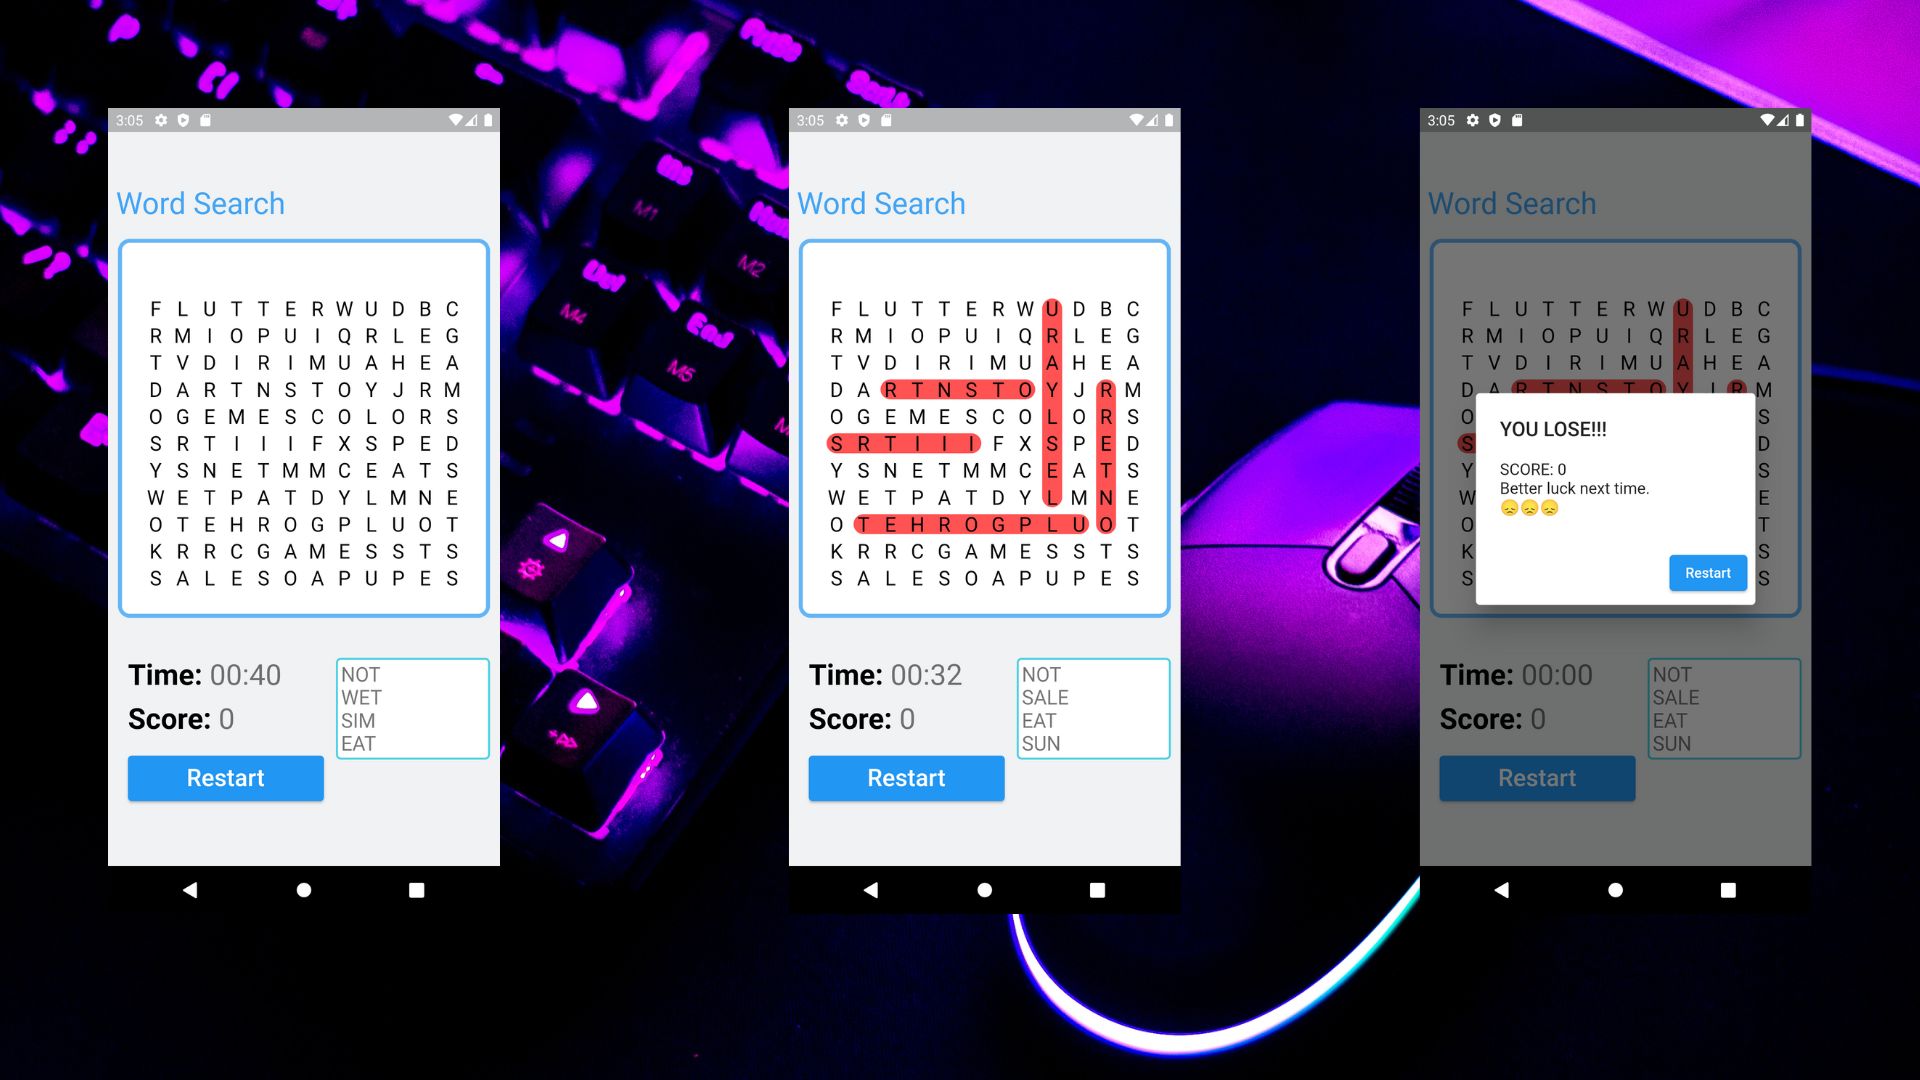 3:05
Word Search
F L U T T E R W U D B C
R M I O P U I Q R L E G
T V D I R I M U A H E A
D A R T N S T O Y J R M
O G E M E S C O L O R S
S R T I I I F X S P E D
Y S N E T M M C E A T S
W E T P A T D Y L M N E
O T E H R O G P L U O T
K R R C G A M E S S T S
S A L E S O A P U P E S
Time: 00:40
Score: 0
Restart
NOT
WET
SIM
EAT
3:05
Word Search
F L U T T E R W U D B C
R M I O P U I Q R L E G
T V D I R I M U A H E A
D A R T N S T O Y J R M
O G E M E S C O L O R S
S R T I I I F X S P E D
Y S N E T M M C E A T S
W E T P A T D Y L M N E
O T E H R O G P L U O T
K R R C G A M E S S T S
S A L E S O A P U P E S
Time: 00:32
Score: 0
Restart
NOT
SALE
EAT
SUN
3:05
Word Search
F L U T T E R W U D B C
R M I O P U I Q R L E G
T V D I R I M U A H E A
D A R T N S T O Y J R M
O S
S D
Y S
W E
O T
K S
S S
YOU LOSE!!!
SCORE: 0
Better luck next time.
😞😞😞
Restart
Time: 00:00
Score: 0
Restart
NOT
SALE
EAT
SUN
M1
M2
M4
End
M5